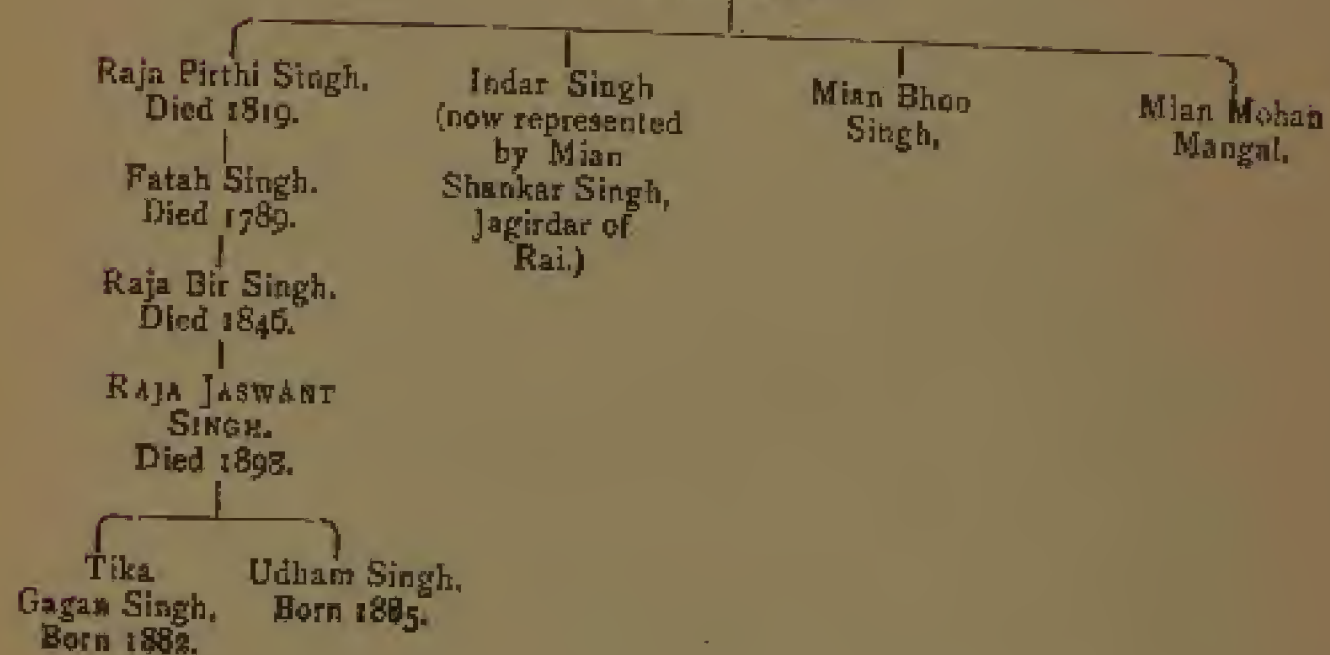 Raja Pirthi Singh.
Died 1819.
Fatah Singh.
Died 1789.
Raja Bir Singh.
Died 1846.
RAJA JASWANT
SINGH.
Died 1898.
Tika
Gagan Singh.
Born 1882.
Udham Singh.
Born 1885.
Indar Singh
(now represented
by Mian
Shankar Singh,
Jagirdar of
Rai.)
Mian Bhoo
Singh.
Mian Mohan
Mangal.